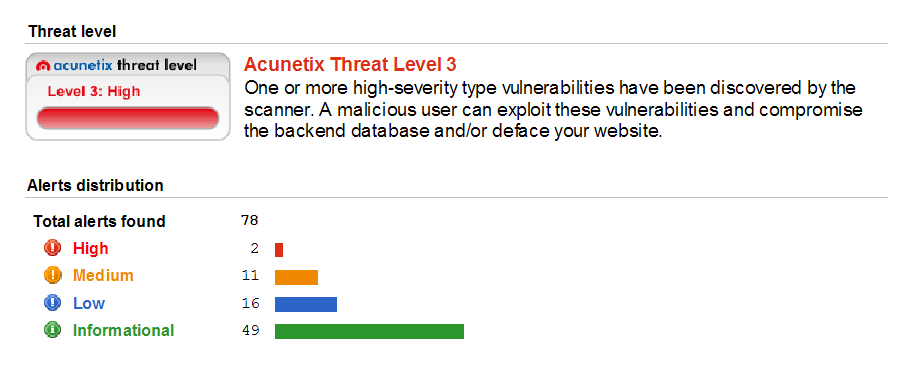 Threat level
acunetix threat level
Level 3: High
Acunetix Threat Level 3
One or more high-severity type vulnerabilities have been discovered by the
scanner. A malicious user can exploit these vulnerabilities and compromise
the backend database and/or deface your website.
Alerts distribution
Total alerts found 78
High 2
Medium 11
Low 16
Informational 49